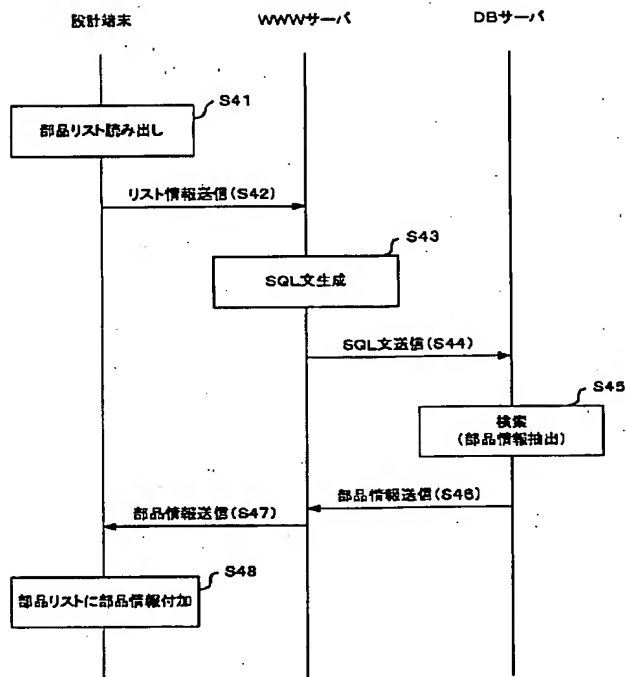 設計端末
WWWサーバ
DBサーバ
S41
部品リスト読み出し
リスト情報送信(S42)
S43
SQL文生成
SQL文送信(S44)
S45
検索
(部品情報抽出)
部品情報送信(S46)
部品情報送信(S47)
S48
部品リストに部品情報付加